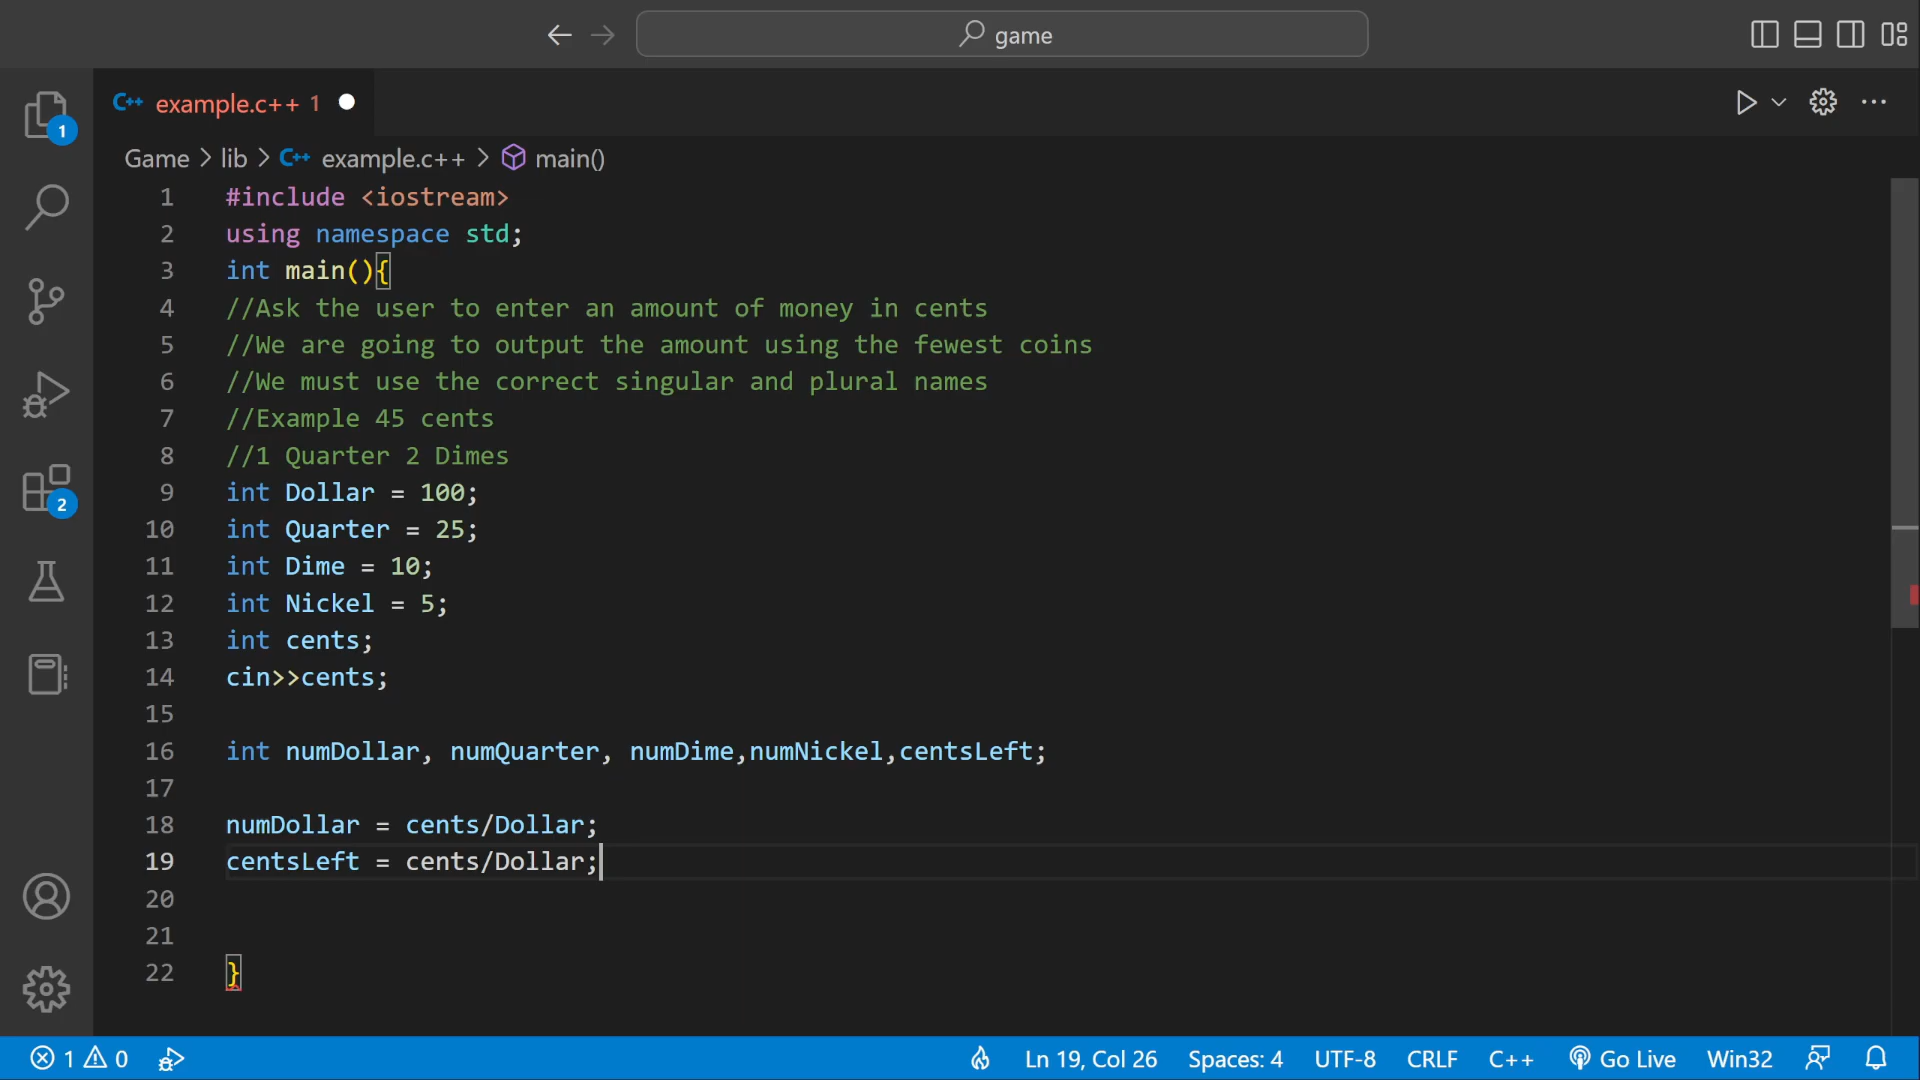 game
C++ example.c++ 1
Game > lib > C++ example.c++ > main()
1 #include <iostream>
2 using namespace std;
3 int main(){
4 //Ask the user to enter an amount of money in cents
5 //We are going to output the amount using the fewest coins
6 //We must use the correct singular and plural names
7 //Example 45 cents
8 //1 Quarter 2 Dimes
9 int Dollar = 100;
10 int Quarter = 25;
11 int Dime = 10;
12 int Nickel = 5;
13 int cents;
14 cin>>cents;
15
16 int numDollar, numQuarter, numDime,numNickel,centsLeft;
17
18 numDollar = cents/Dollar;
19 centsLeft = cents/Dollar;
20
21
22 }
1
2
1 0 Ln 19, Col 26 Spaces: 4 UTF-8 CRLF C++ Go Live Win32